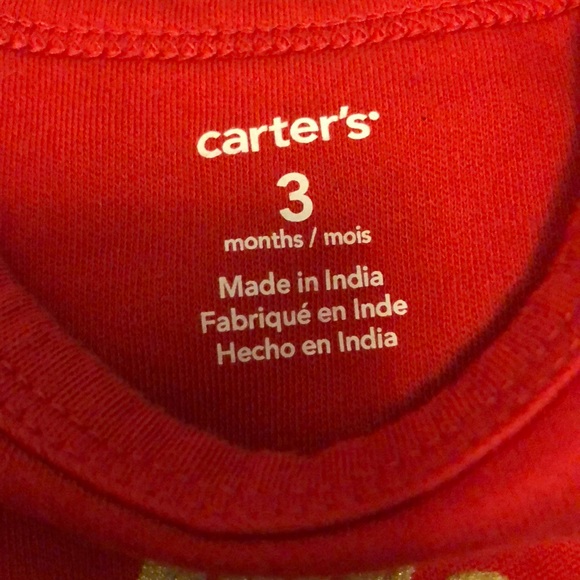 carter's
3
months / mois
Made in India
Fabriqué en Inde
Hecho en India